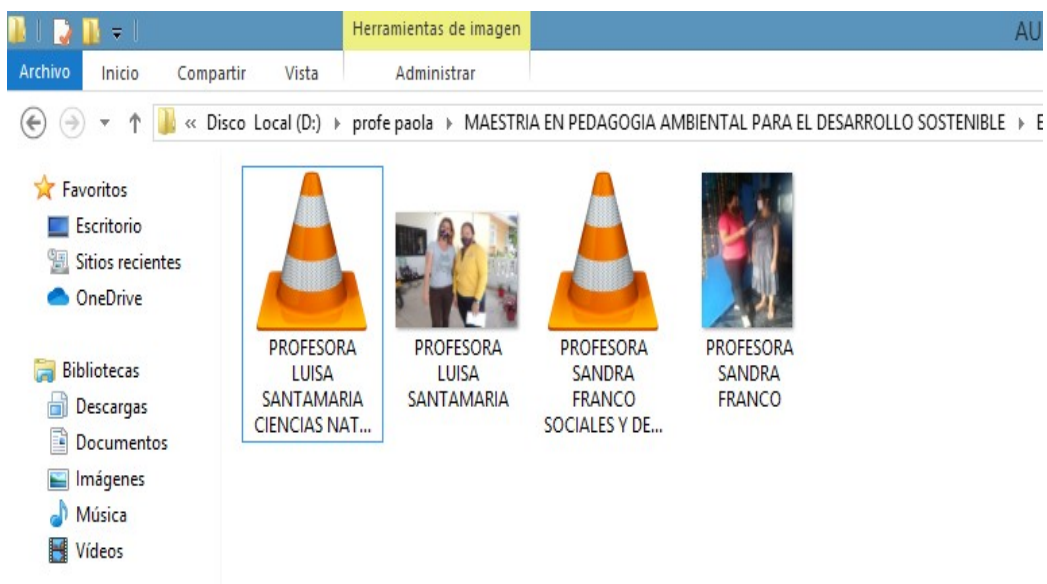 Herramientas de imagen
AU
Archivo
Inicio
Compartir
Vista
Administrar
« Disco Local (D:) ▸ profe paola ▸ MAESTRIA EN PEDAGOGIA AMBIENTAL PARA EL DESARROLLO SOSTENIBLE ▸ E
Favoritos
Escritorio
Sitios recientes
OneDrive
Bibliotecas
Descargas
Documentos
Imágenes
Música
Vídeos
PROFESORA
LUISA
SANTAMARIA
CIENCIAS NAT...
PROFESORA
LUISA
SANTAMARIA
PROFESORA
SANDRA
FRANCO
SOCIALES Y DE...
PROFESORA
SANDRA
FRANCO